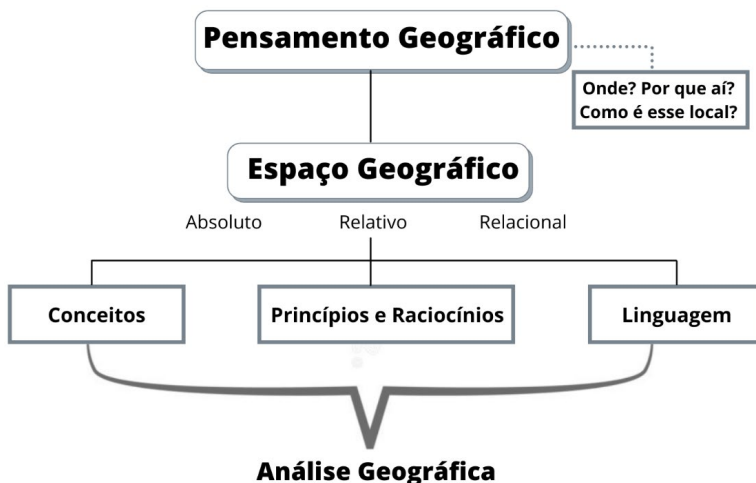 Pensamento Geográfico
Onde? Por que aí?
Como é esse local?
Espaço Geográfico
Absoluto Relativo Relacional
Conceitos Princípios e Raciocínios Linguagem
Análise Geográfica